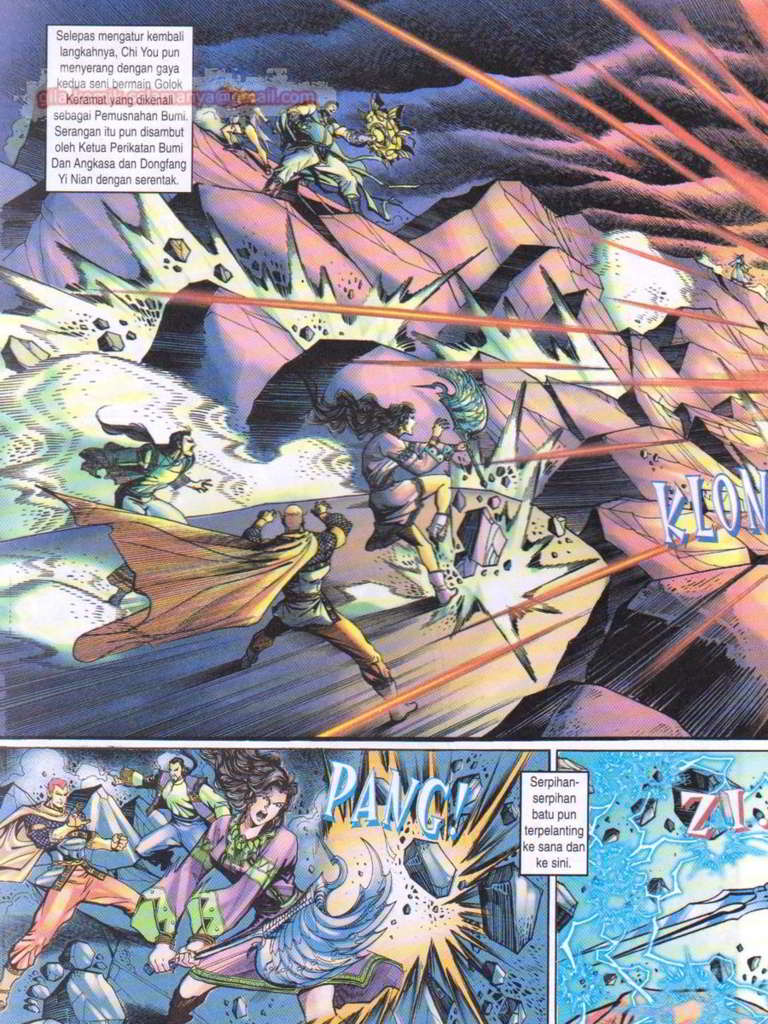 Selepas mengatur kembali
langkahnya, Chi You pun
menyerang dengan gaya
kedua seni bermain Golok
Keramat yang dikenali
sebagai Pemusnahan Bumi.
Serangan itu pun disambut
oleh Ketua Perikatan Bumi
Dan Angkasa dan Dongfang
Yi Nian dengan serentak.
KLON
PANG!
Serpihan-
serpihan
batu pun
terpelanting
ke sana dan
ke sini.
ZI